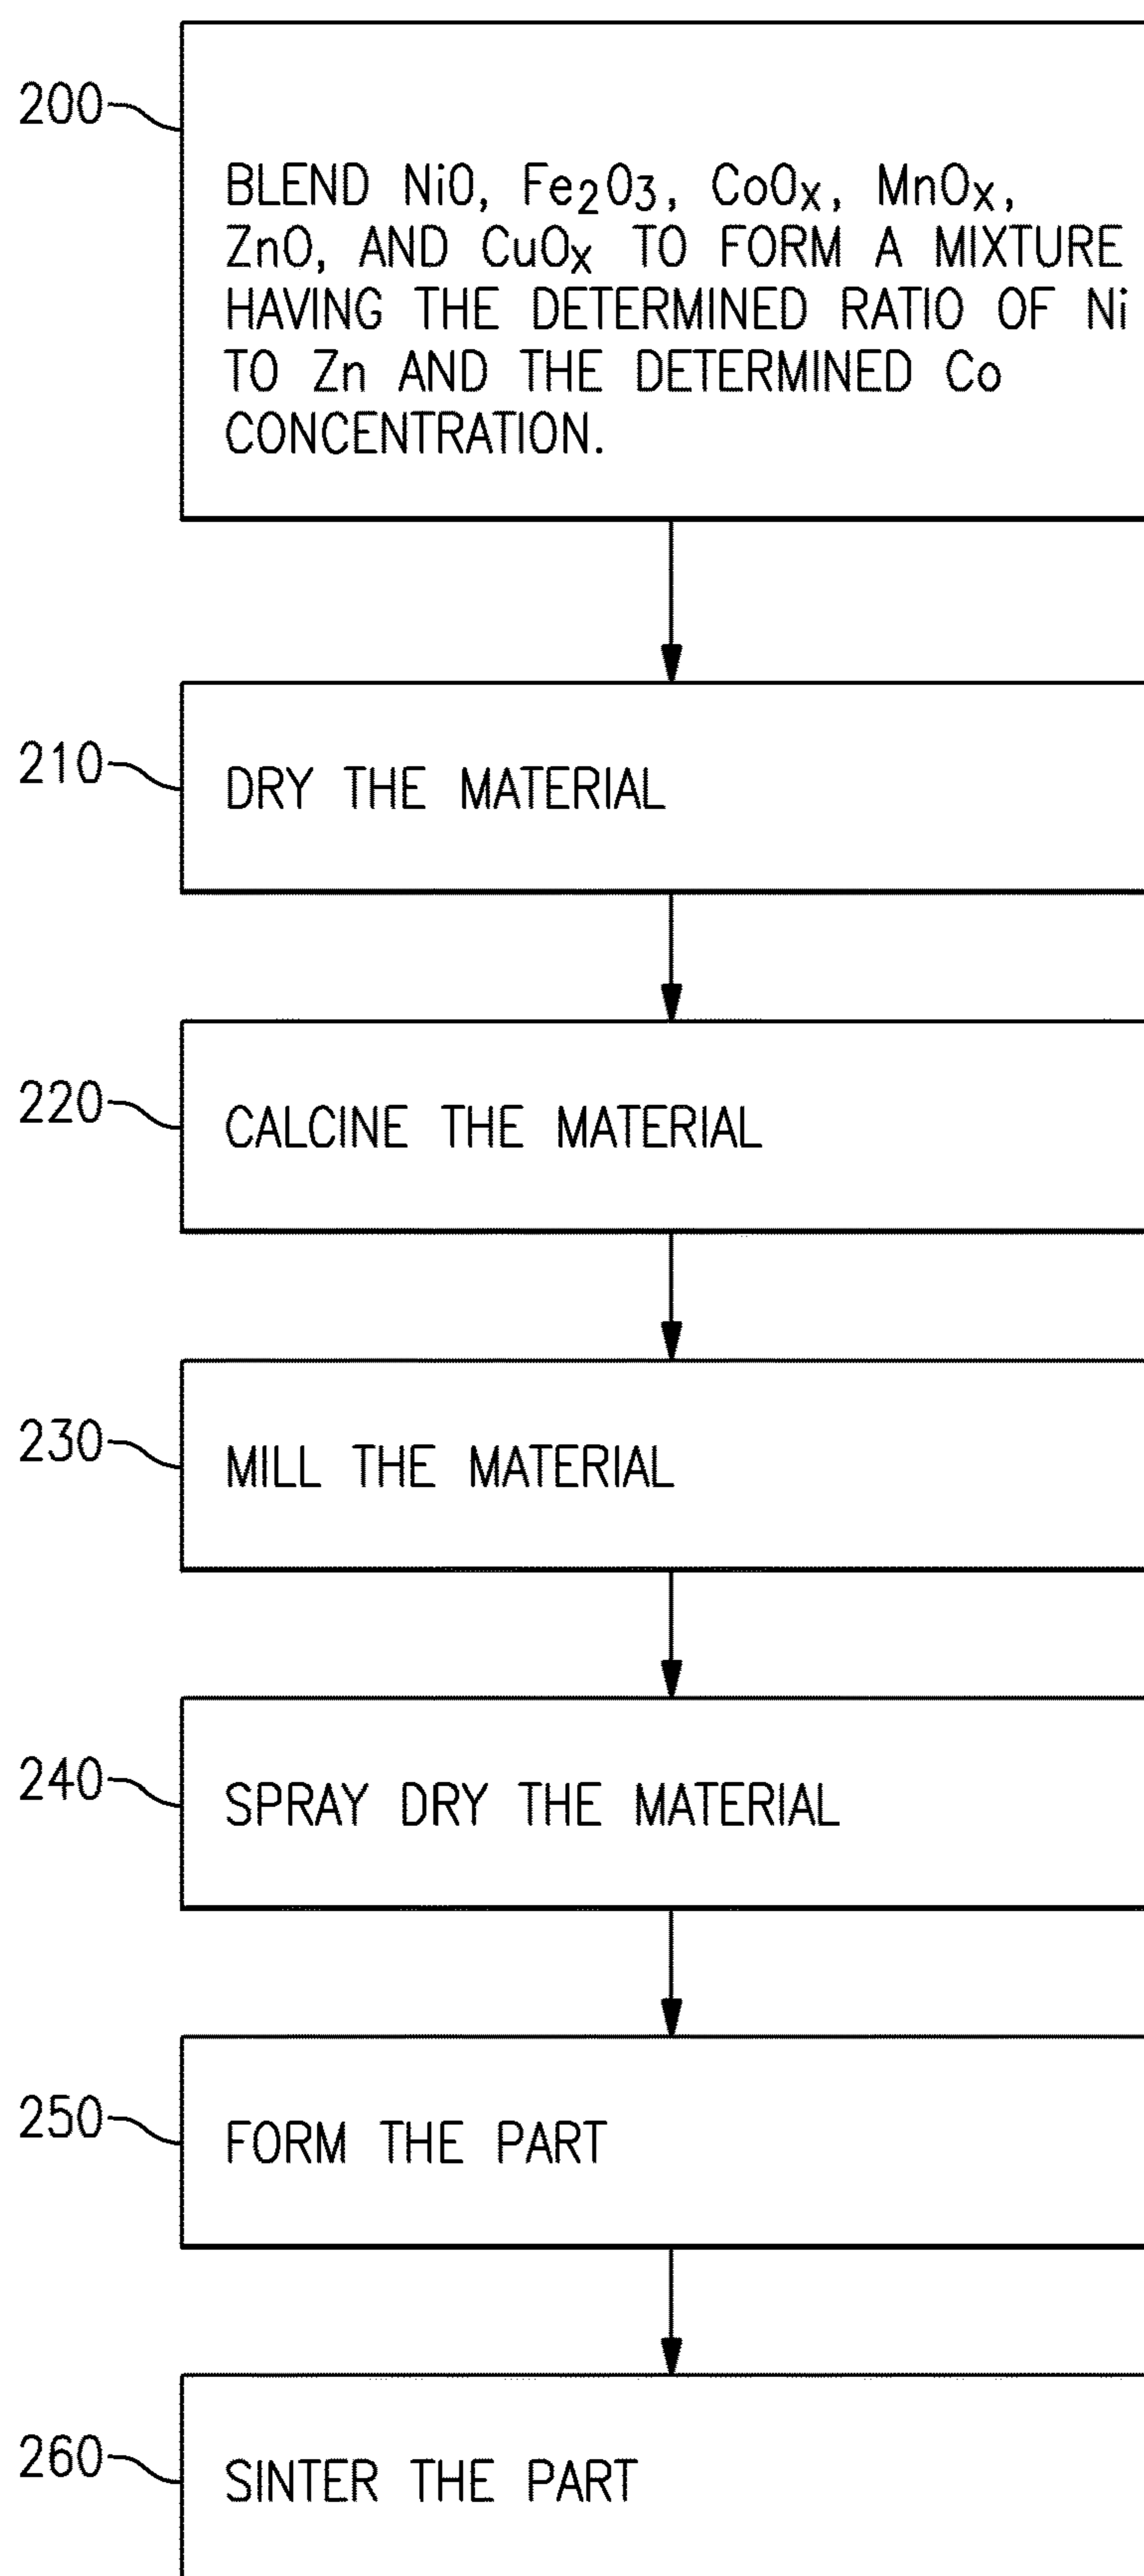 200
BLEND NiO, Fe₂O₃, CoOₓ, MnOₓ,
ZnO, AND CuOₓ TO FORM A MIXTURE
HAVING THE DETERMINED RATIO OF Ni
TO Zn AND THE DETERMINED Co
CONCENTRATION.
210
DRY THE MATERIAL
220
CALCINE THE MATERIAL
230
MILL THE MATERIAL
240
SPRAY DRY THE MATERIAL
250
FORM THE PART
260
SINTER THE PART